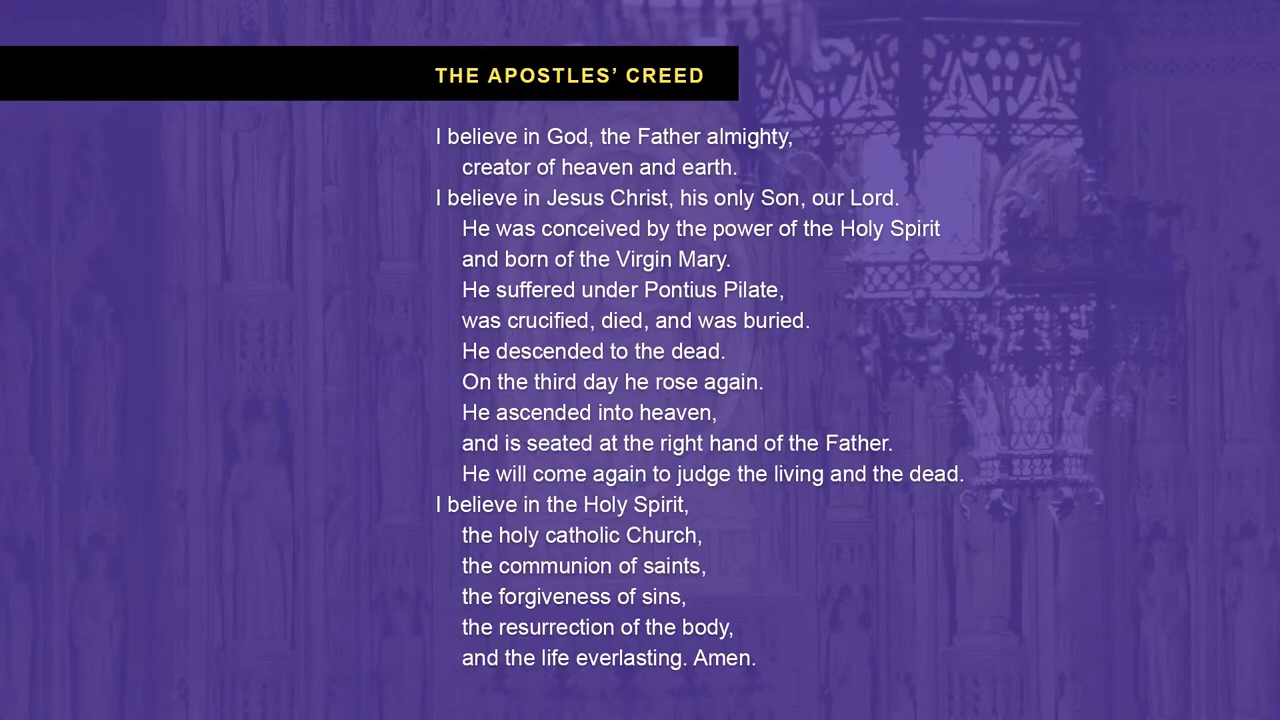 THE APOSTLES’ CREED
I believe in God, the Father almighty,
creator of heaven and earth.
I believe in Jesus Christ, his only Son, our Lord.
He was conceived by the power of the Holy Spirit
and born of the Virgin Mary.
He suffered under Pontius Pilate,
was crucified, died, and was buried.
He descended to the dead.
On the third day he rose again.
He ascended into heaven,
and is seated at the right hand of the Father.
He will come again to judge the living and the dead.
I believe in the Holy Spirit,
the holy catholic Church,
the communion of saints,
the forgiveness of sins,
the resurrection of the body,
and the life everlasting. Amen.